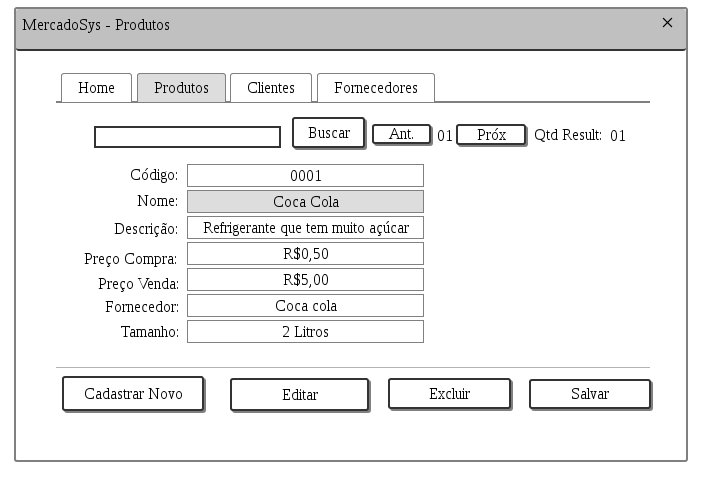 MercadoSys - Produtos ×
Home Produtos Clientes Fornecedores
Buscar Ant. 01 Próx Qtd Result: 01
Código: 0001
Nome: Coca Cola
Descrição: Refrigerante que tem muito açúcar
Preço Compra: R$0,50
Preço Venda: R$5,00
Fornecedor: Coca cola
Tamanho: 2 Litros
Cadastrar Novo Editar Excluir Salvar